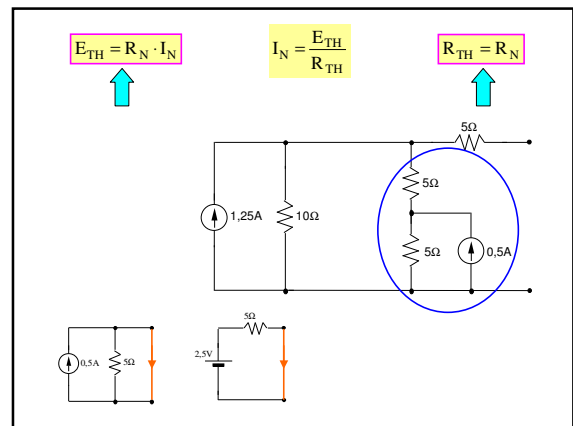 E_TH = R_N · I_N
I_N = E_TH / R_TH
R_TH = R_N
5Ω
5Ω
1,25A
10Ω
5Ω
0,5A
5Ω
0,5A
5Ω
2,5V